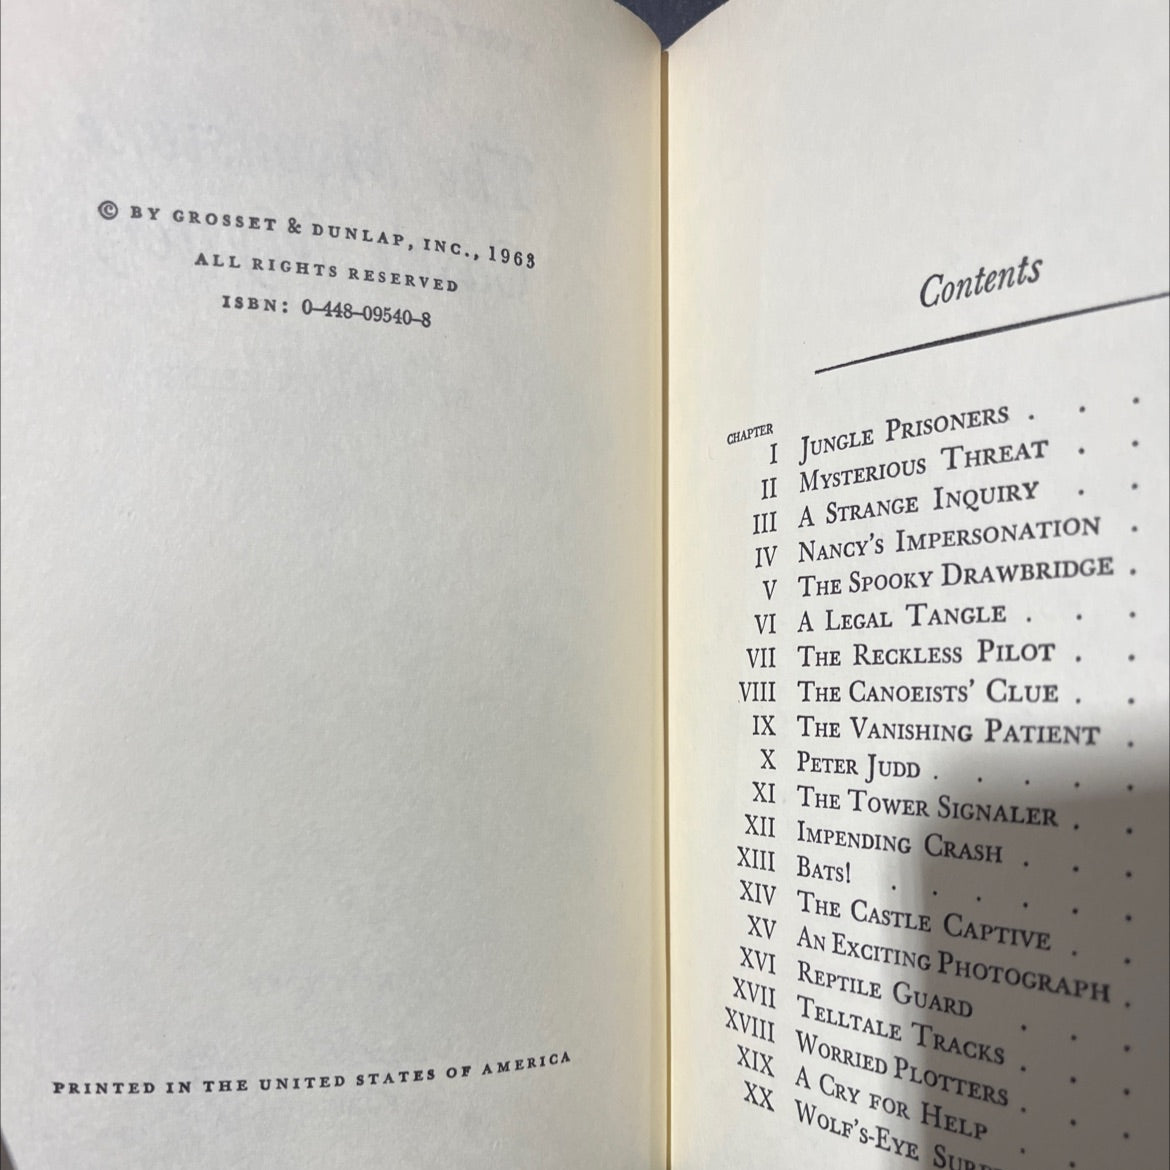 © BY GROSSET & DUNLAP, INC., 1963
ALL RIGHTS RESERVED
ISBN: 0-448-09540-8
PRINTED IN THE UNITED STATES OF AMERICA
Contents
CHAPTER
I JUNGLE PRISONERS . . .
II MYSTERIOUS THREAT . .
III A STRANGE INQUIRY . .
IV NANCY'S IMPERSONATION .
V THE SPOOKY DRAWBRIDGE .
VI A LEGAL TANGLE . . .
VII THE RECKLESS PILOT . .
VIII THE CANOEISTS' CLUE . .
IX THE VANISHING PATIENT .
X PETER JUDD . . . . .
XI THE TOWER SIGNALER . .
XII IMPENDING CRASH . . .
XIII BATS! . . . . . .
XIV THE CASTLE CAPTIVE . .
XV AN EXCITING PHOTOGRAPH .
XVI REPTILE GUARD . . .
XVII TELLTALE TRACKS . . .
XVIII WORRIED PLOTTERS . . .
XIX A CRY FOR HELP . . .
XX WOLF'S-EYE